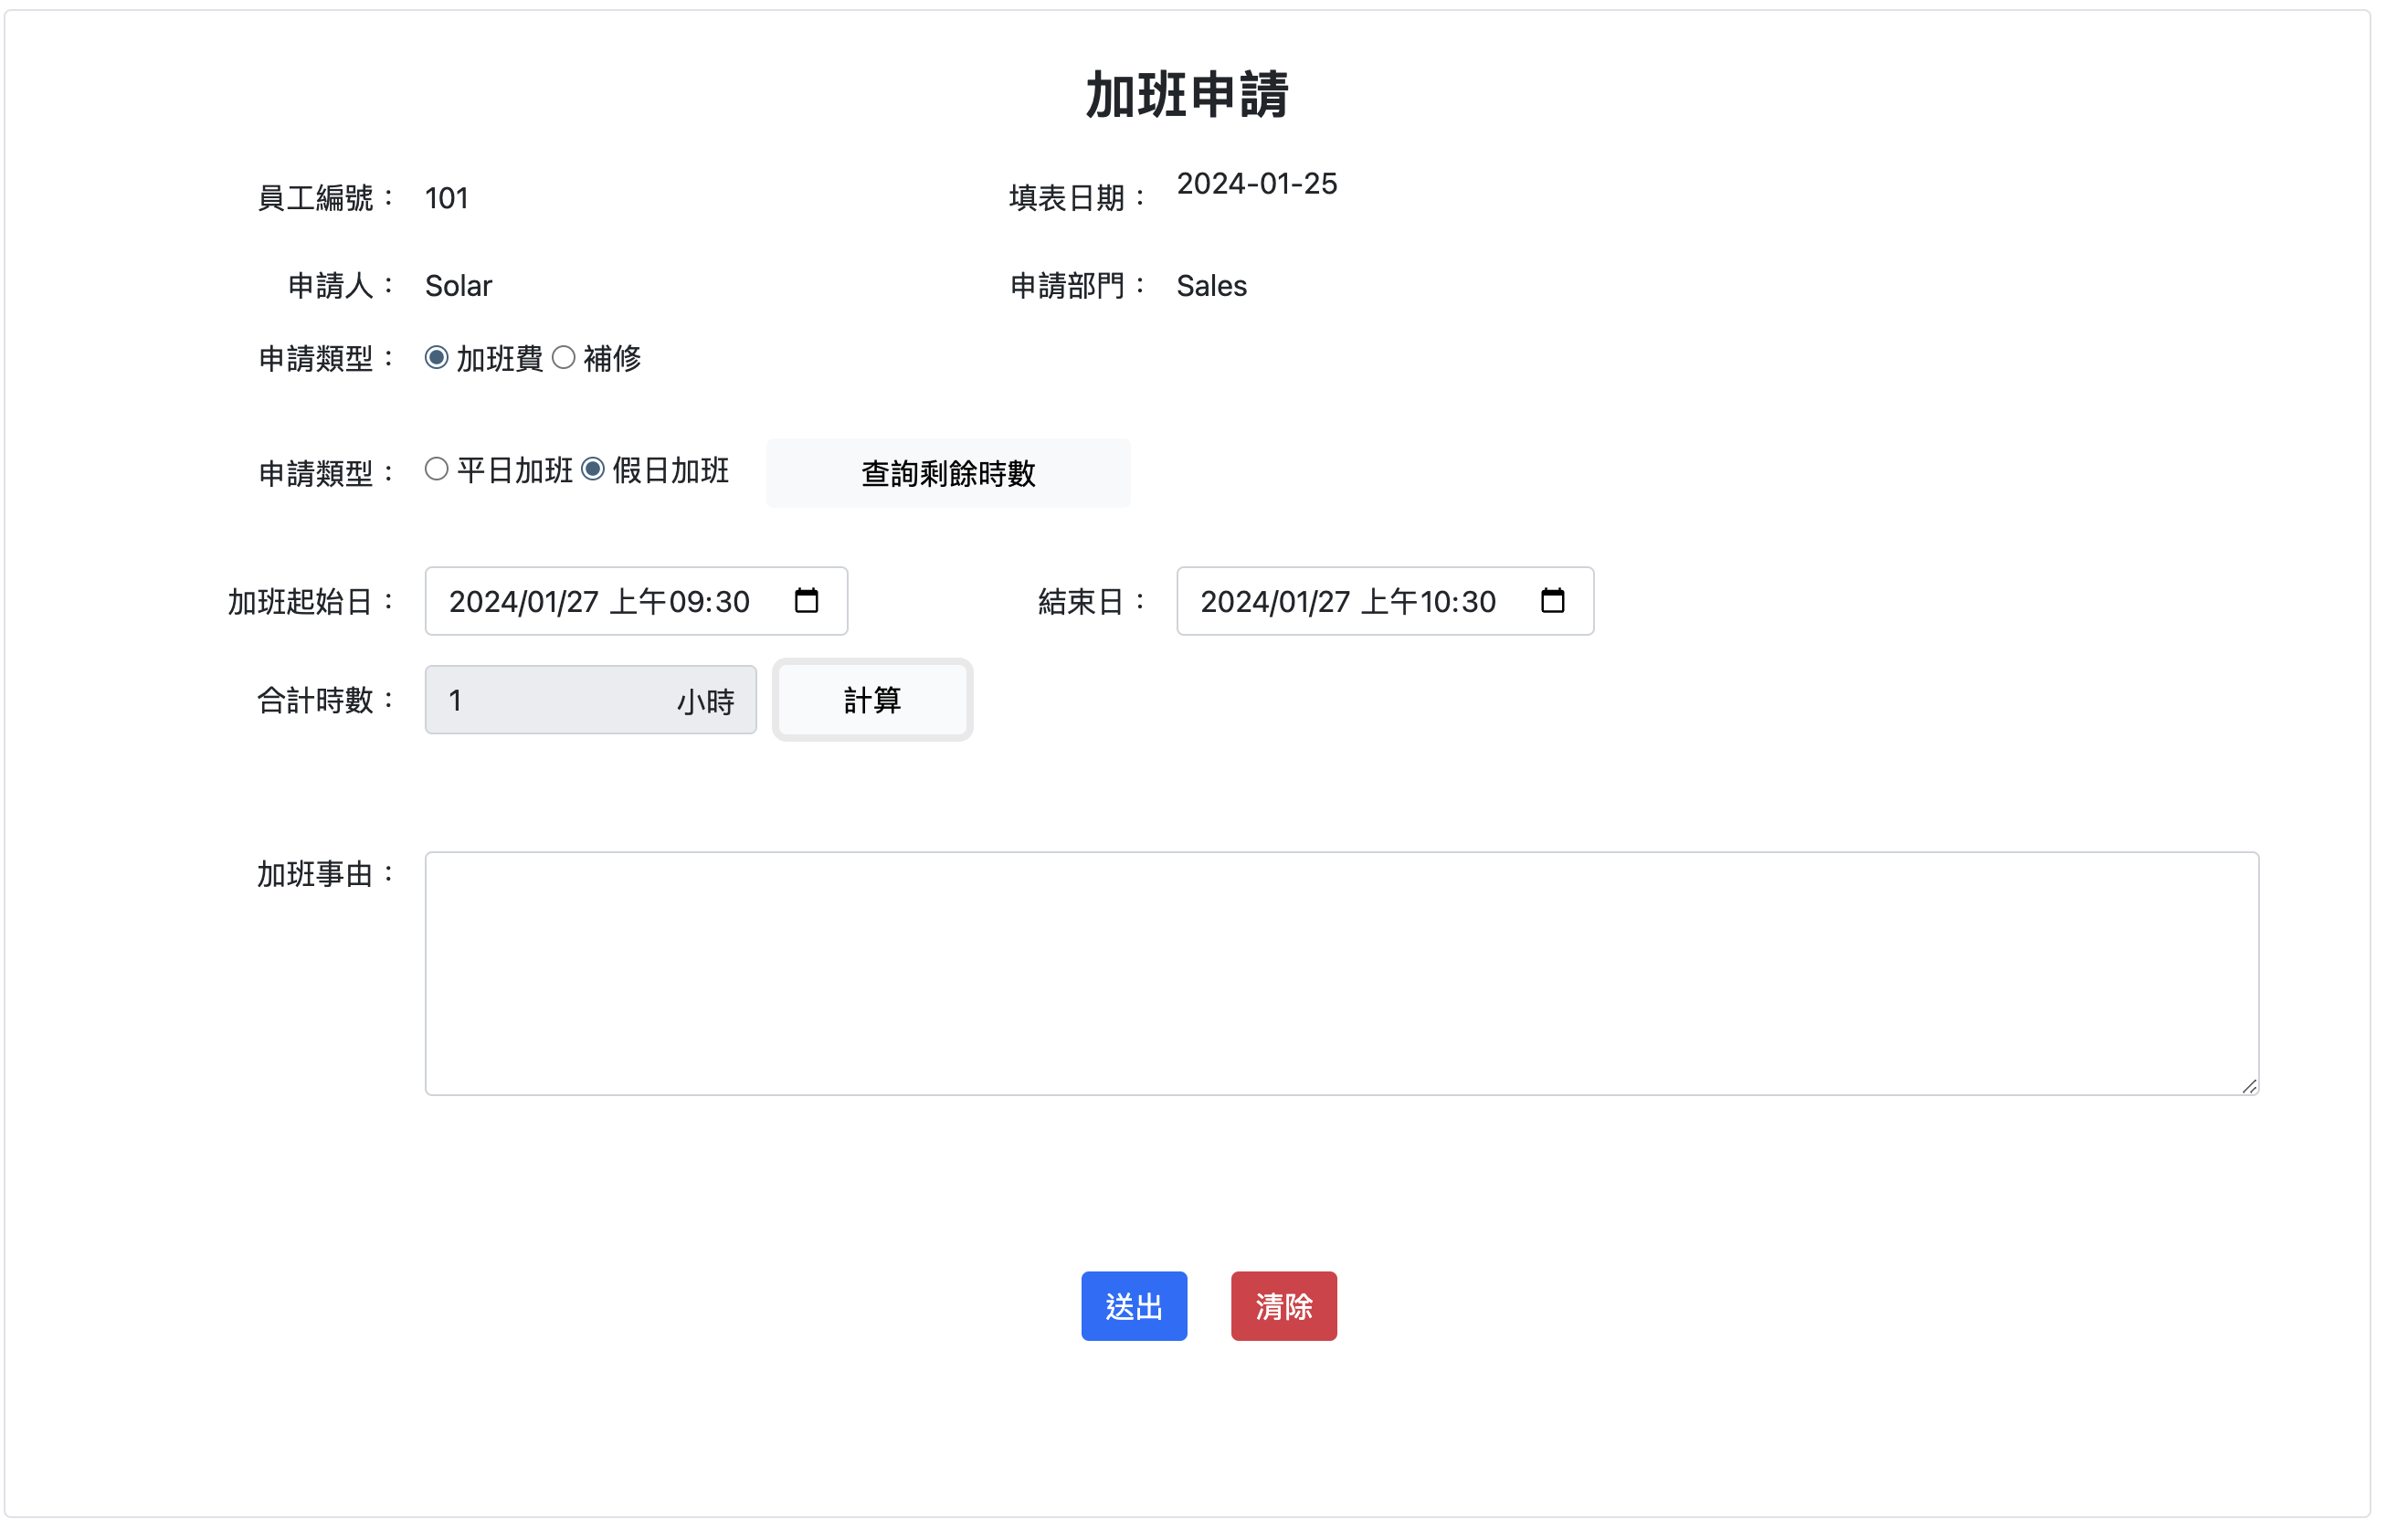 加班申請
員工編號： 101 填表日期： 2024-01-25
申請人： Solar 申請部門： Sales
申請類型： 加班費 補修
申請類型： 平日加班 假日加班 查詢剩餘時數
加班起始日： 2024/01/27 上午09:30 結束日： 2024/01/27 上午10:30
合計時數： 1 小時 計算
加班事由：
送出 清除